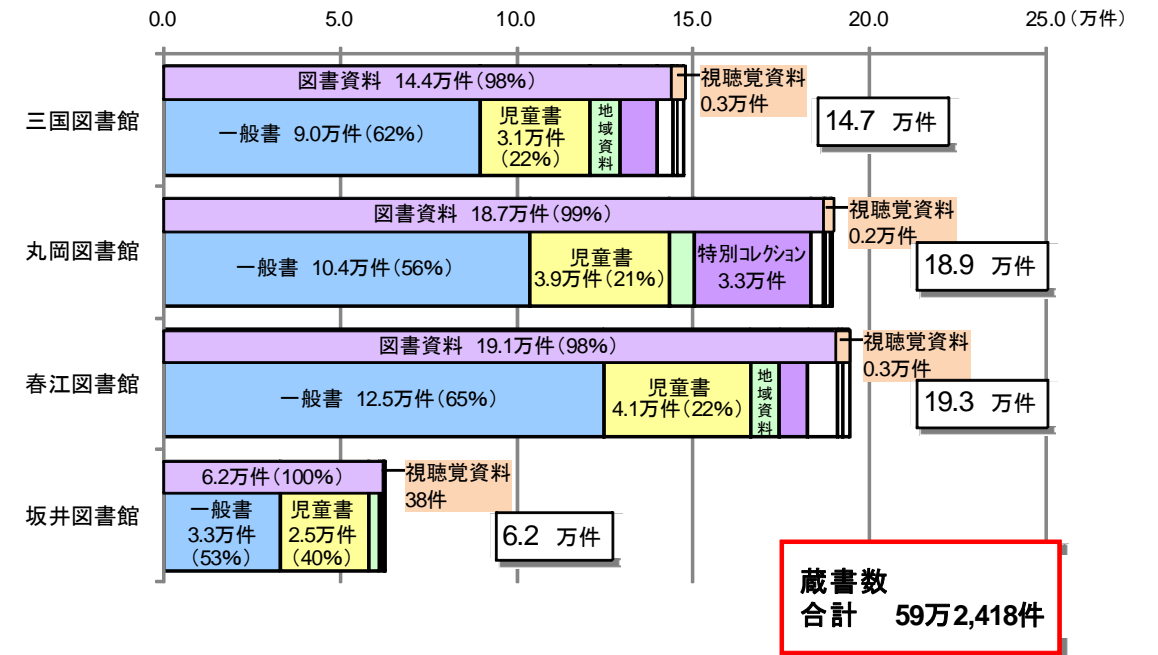 0.0 5.0 10.0 15.0 20.0 25.0(万件)
三国図書館
図書資料 14.4万件(98%)
視聴覚資料
0.3万件
一般書 9.0万件(62%)
児童書
3.1万件
(22%)
地域資料
14.7 万件
丸岡図書館
図書資料 18.7万件(99%)
視聴覚資料
0.2万件
一般書 10.4万件(56%)
児童書
3.9万件(21%)
特別コレクション
3.3万件
18.9 万件
春江図書館
図書資料 19.1万件(98%)
視聴覚資料
0.3万件
一般書 12.5万件(65%)
児童書
4.1万件(22%)
地域資料
19.3 万件
坂井図書館
6.2万件(100%)
視聴覚資料
38件
一般書
3.3万件
(53%)
児童書
2.5万件
(40%)
6.2 万件
蔵書数
合計 59万2,418件